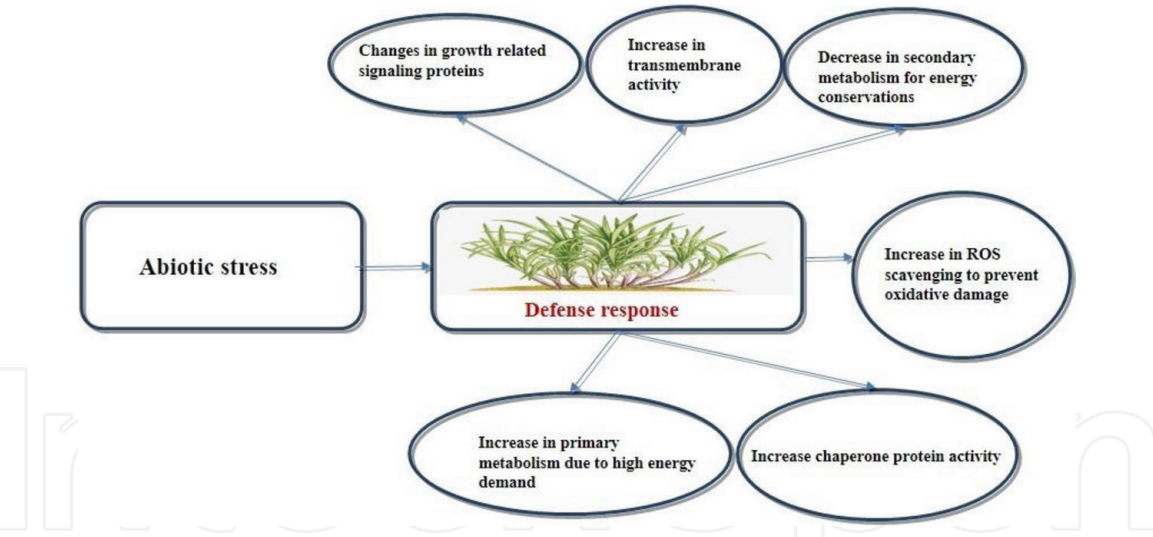 Changes in growth related
signaling proteins
Increase in
transmembrane
activity
Decrease in secondary
metabolism for energy
conservations
Abiotic stress
Defense response
Increase in ROS
scavenging to prevent
oxidative damage
Increase in primary
metabolism due to high energy
demand
Increase chaperone protein activity